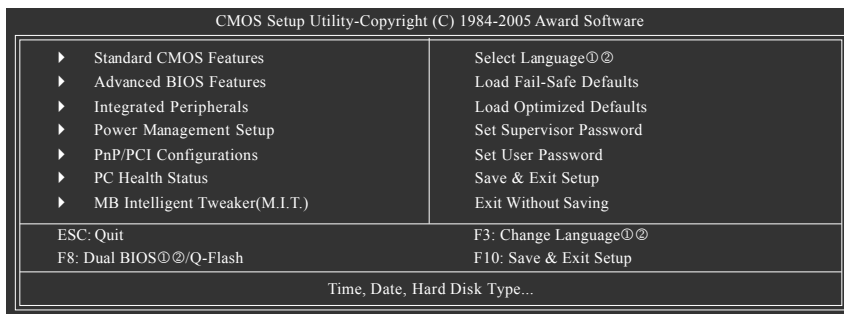 CMOS Setup Utility-Copyright (C) 1984-2005 Award Software
Standard CMOS Features
Advanced BIOS Features
Integrated Peripherals
Power Management Setup
PnP/PCI Configurations
PC Health Status
MB Intelligent Tweaker(M.I.T.)
Select Language①②
Load Fail-Safe Defaults
Load Optimized Defaults
Set Supervisor Password
Set User Password
Save & Exit Setup
Exit Without Saving
ESC: Quit
F3: Change Language①②
F8: Dual BIOS①②/Q-Flash
F10: Save & Exit Setup
Time, Date, Hard Disk Type...